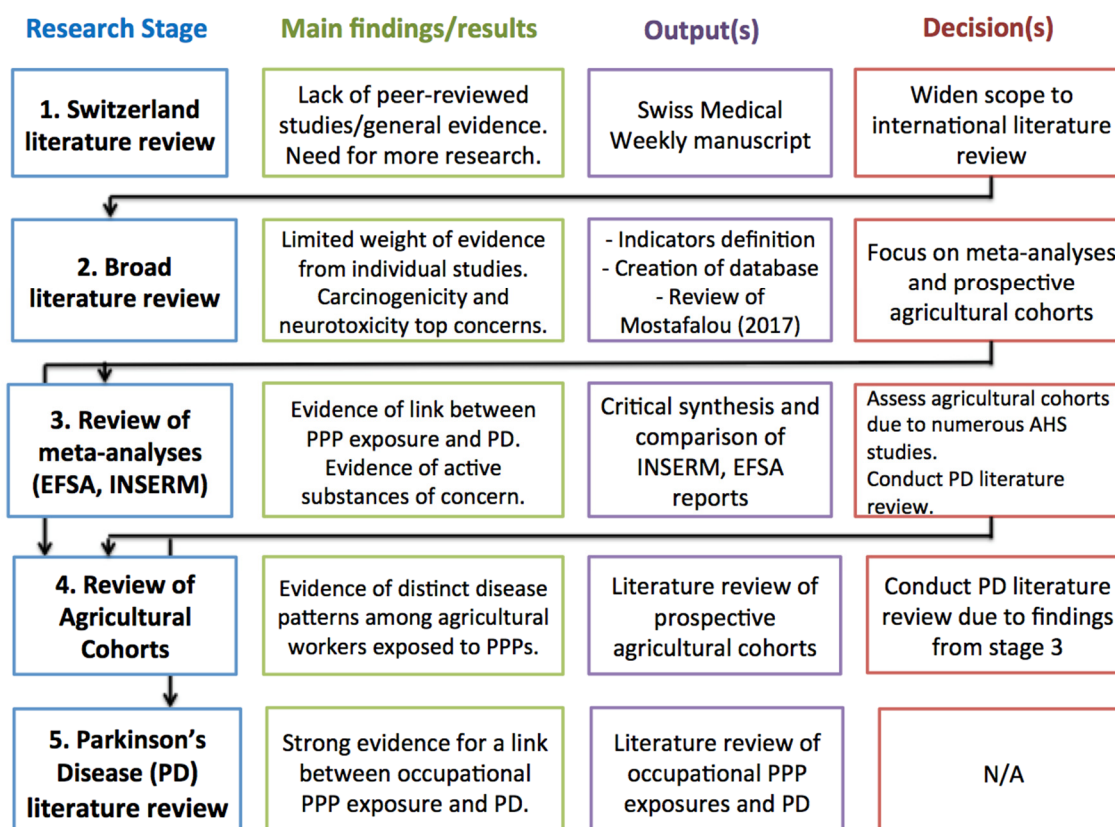 Research Stage
Main findings/results
Output(s)
Decision(s)
1. Switzerland
literature review
Lack of peer-reviewed
studies/general evidence.
Need for more research.
Swiss Medical
Weekly manuscript
Widen scope to
international literature
review
2. Broad
literature review
Limited weight of evidence
from individual studies.
Carcinogenicity and
neurotoxicity top concerns.
- Indicators definition
- Creation of database
- Review of
Mostafalou (2017)
Focus on meta-analyses
and prospective
agricultural cohorts
3. Review of
meta-analyses
(EFSA, INSERM)
Evidence of link between
PPP exposure and PD.
Evidence of active
substances of concern.
Critical synthesis and
comparison of
INSERM, EFSA
reports
Assess agricultural cohorts
due to numerous AHS
studies.
Conduct PD literature
review.
4. Review of
Agricultural
Cohorts
Evidence of distinct disease
patterns among agricultural
workers exposed to PPPs.
Literature review of
prospective
agricultural cohorts
Conduct PD literature
review due to findings
from stage 3
5. Parkinson's
Disease (PD)
literature review
Strong evidence for a link
between occupational
PPP exposure and PD.
Literature review of
occupational PPP
exposures and PD
N/A